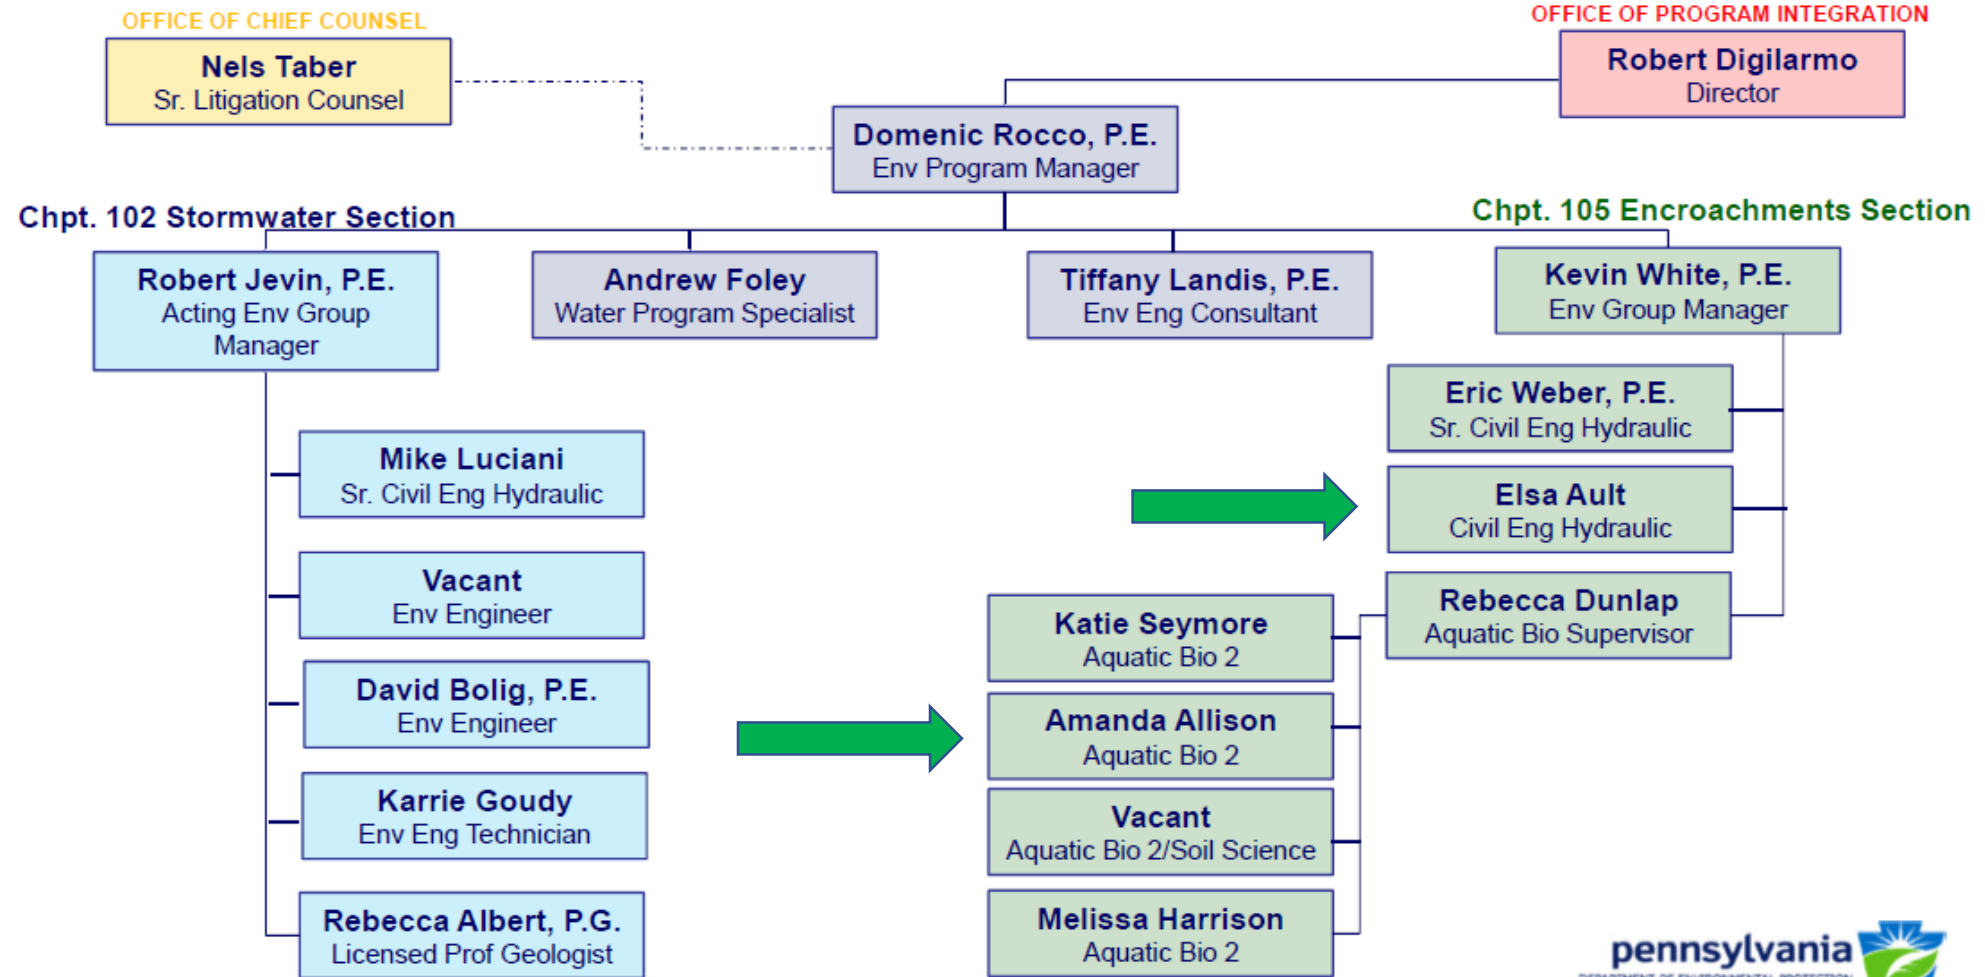 OFFICE OF CHIEF COUNSEL
Nels Taber
Sr. Litigation Counsel
OFFICE OF PROGRAM INTEGRATION
Robert Digilarmo
Director
Domenic Rocco, P.E.
Env Program Manager
Chpt. 102 Stormwater Section
Chpt. 105 Encroachments Section
Robert Jevin, P.E.
Acting Env Group
Manager
Andrew Foley
Water Program Specialist
Tiffany Landis, P.E.
Env Eng Consultant
Kevin White, P.E.
Env Group Manager
Mike Luciani
Sr. Civil Eng Hydraulic
Vacant
Env Engineer
David Bolig, P.E.
Env Engineer
Karrie Goudy
Env Eng Technician
Rebecca Albert, P.G.
Licensed Prof Geologist
Eric Weber, P.E.
Sr. Civil Eng Hydraulic
Elsa Ault
Civil Eng Hydraulic
Rebecca Dunlap
Aquatic Bio Supervisor
Katie Seymore
Aquatic Bio 2
Amanda Allison
Aquatic Bio 2
Vacant
Aquatic Bio 2/Soil Science
Melissa Harrison
Aquatic Bio 2
pennsylvania
DEPARTMENT OF ENVIRONMENTAL PROTECTION